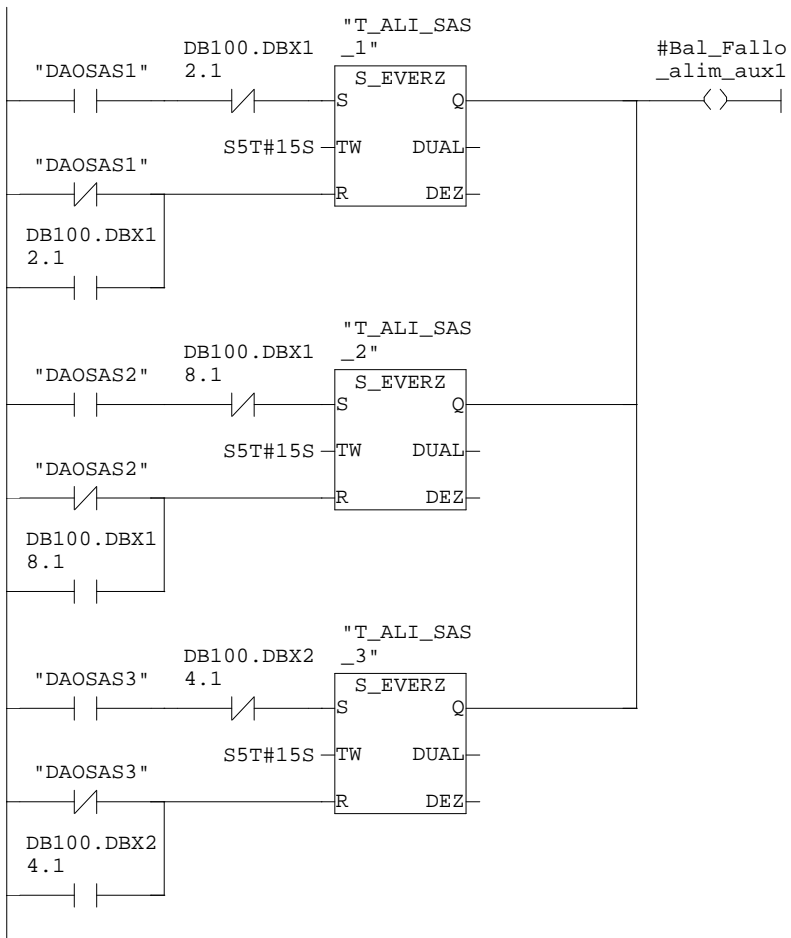 "T_ALI_SAS
DB100.DBX1 _1" #Bal_Fallo
"DAOSAS1" 2.1 S_EVERZ _alim_aux1
S Q
S5T#15S TW DUAL
"DAOSAS1"
R DEZ
DB100.DBX1
2.1
"T_ALI_SAS
DB100.DBX1 _2"
"DAOSAS2" 8.1 S_EVERZ
S Q
S5T#15S TW DUAL
"DAOSAS2"
R DEZ
DB100.DBX1
8.1
"T_ALI_SAS
DB100.DBX2 _3"
"DAOSAS3" 4.1 S_EVERZ
S Q
S5T#15S TW DUAL
"DAOSAS3"
R DEZ
DB100.DBX2
4.1